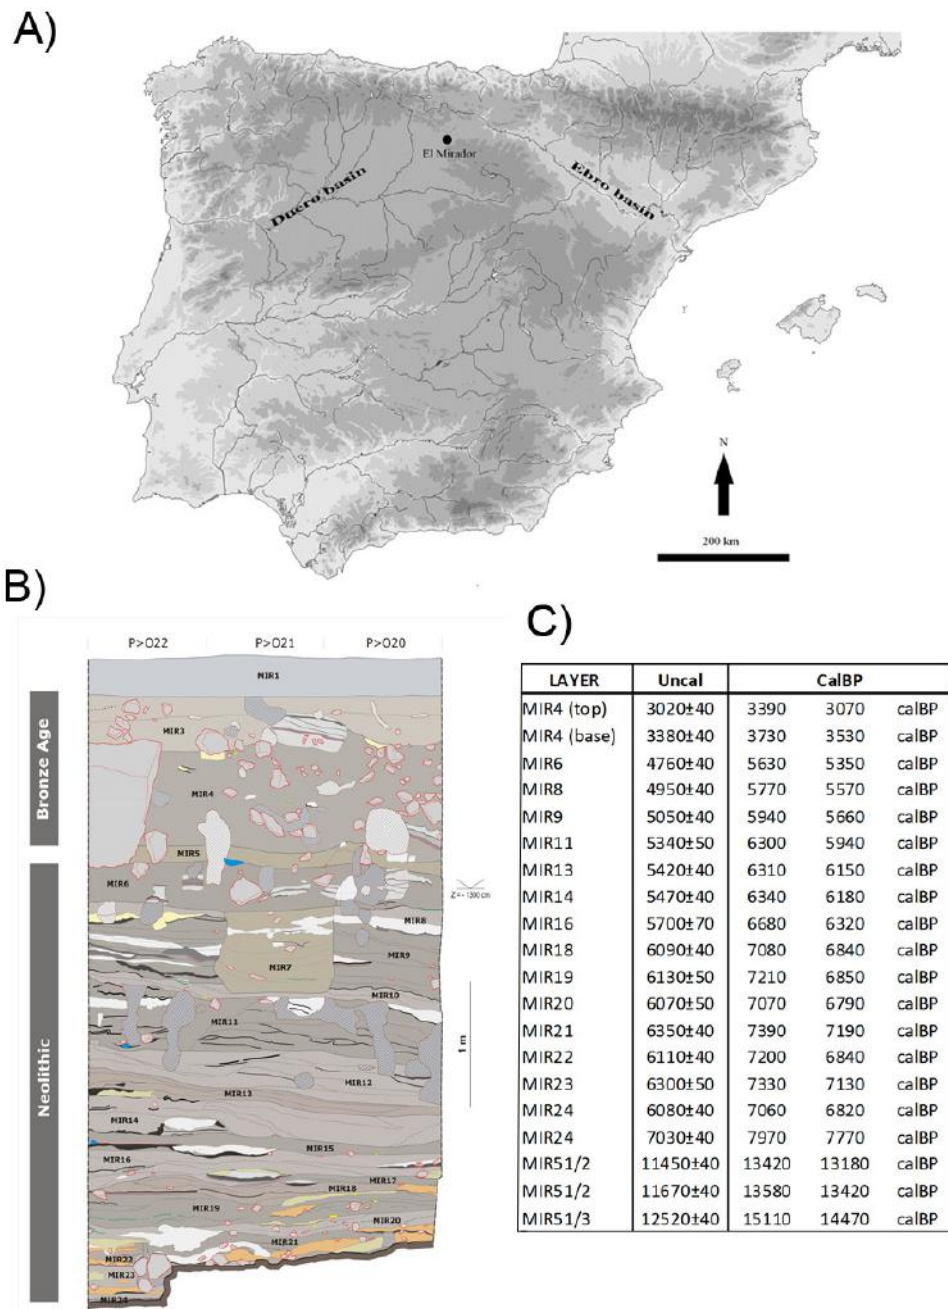 A)
El Mirador
Duero basin
Ebro basin
N
200 km
B)
P>O22 P>O21 P>O20
MIR1
MIR3
MIR4
MIR5
MIR6
Z = - 1300 cm
MIR8
MIR9
MIR7
MIR10
MIR11
MIR12
MIR13
MIR14
MIR15
MIR16
MIR17
MIR18
MIR19
MIR20
MIR21
MIR22
MIR23
MIR24
1 m
Bronze Age
Neolithic
C)
LAYER Uncal CalBP
MIR4 (top) 3020±40 3390 3070 calBP
MIR4 (base) 3380±40 3730 3530 calBP
MIR6 4760±40 5630 5350 calBP
MIR8 4950±40 5770 5570 calBP
MIR9 5050±40 5940 5660 calBP
MIR11 5340±50 6300 5940 calBP
MIR13 5420±40 6310 6150 calBP
MIR14 5470±40 6340 6180 calBP
MIR16 5700±70 6680 6320 calBP
MIR18 6090±40 7080 6840 calBP
MIR19 6130±50 7210 6850 calBP
MIR20 6070±50 7070 6790 calBP
MIR21 6350±40 7390 7190 calBP
MIR22 6110±40 7200 6840 calBP
MIR23 6300±50 7330 7130 calBP
MIR24 6080±40 7060 6820 calBP
MIR24 7030±40 7970 7770 calBP
MIR51/2 11450±40 13420 13180 calBP
MIR51/2 11670±40 13580 13420 calBP
MIR51/3 12520±40 15110 14470 calBP